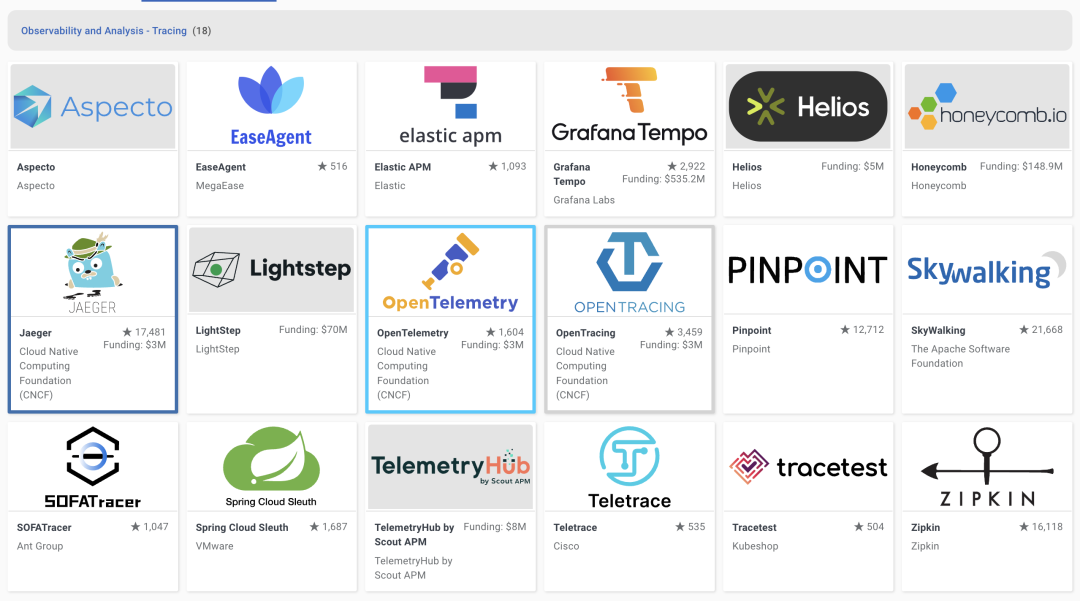 Observability and Analysis - Tracing (18)
Aspecto
Aspecto
Aspecto
EaseAgent
EaseAgent ★ 516
MegaEase
elastic apm
Elastic APM ★ 1,093
Elastic
Grafana Tempo
Grafana ★ 2,922
Tempo Funding: $535.2M
Grafana Labs
Helios
Helios Funding: $5M
Helios
honeycomb.io
Honeycomb Funding: $148.9M
Honeycomb
JAEGER
Jaeger ★ 17,481
Funding: $3M
Cloud Native
Computing
Foundation
(CNCF)
Lightstep
LightStep Funding: $70M
LightStep
OpenTelemetry
OpenTelemetry ★ 1,604
Funding: $3M
Cloud Native
Computing
Foundation
(CNCF)
OPENTRACING
OpenTracing ★ 3,459
Funding: $3M
Cloud Native
Computing
Foundation
(CNCF)
PINPOINT
Pinpoint ★ 12,712
Pinpoint
Skywalking
SkyWalking ★ 21,668
The Apache Software
Foundation
SOFATracer
SOFATracer ★ 1,047
Ant Group
Spring Cloud Sleuth
Spring Cloud Sleuth ★ 1,687
VMware
TelemetryHub
by Scout APM
TelemetryHub by Funding: $8M
Scout APM
TelemetryHub by
Scout APM
Teletrace
Teletrace ★ 535
Cisco
tracetest
Tracetest ★ 504
Kubeshop
ZIPKIN
Zipkin ★ 16,118
Zipkin